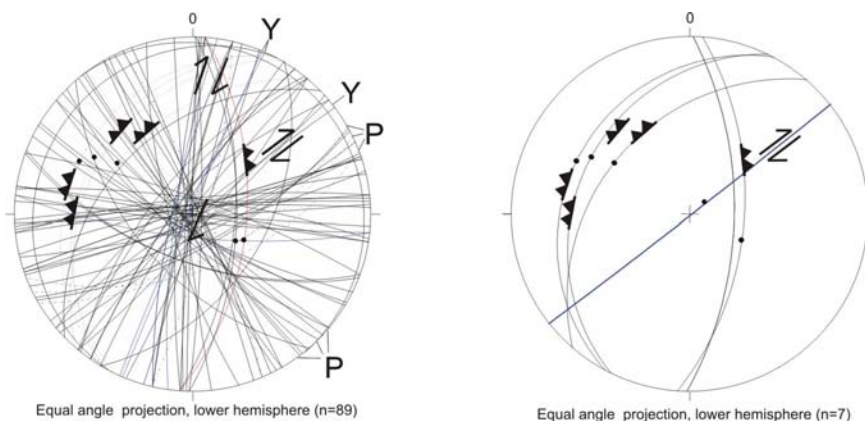 0
Y
Y
P
P
Equal angle projection, lower hemisphere (n=89)
0
Equal angle projection, lower hemisphere (n=7)